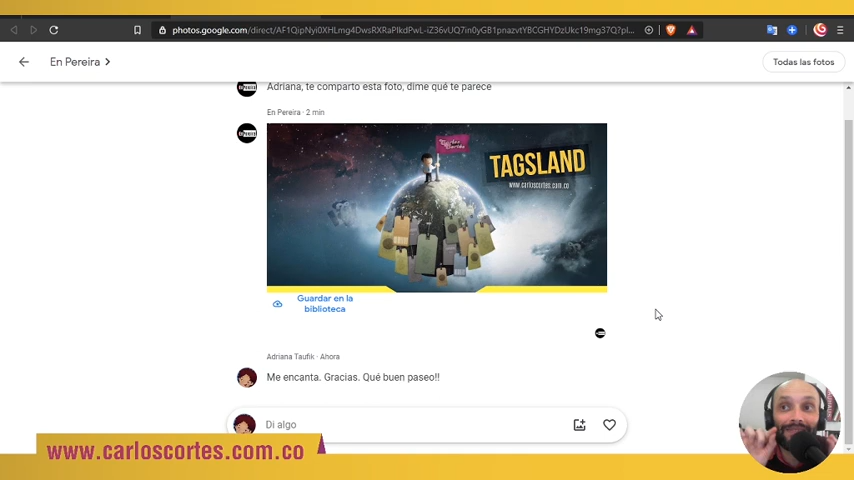 photos.google.com/direct/AF1QipNyi0XHLmg4DwsRXRaPlkdPwL-iZ36vUQ7in0yGB1pnazvtYBCGHYDzUkc19mg37Q?pl...
En Pereira
Todas las fotos
Adriana, te comparto esta foto, dime qué te parece
En Pereira · 2 min
TAGSLAND
www.carloscortes.com.co
Guardar en la
biblioteca
Adriana Taufik · Ahora
Me encanta. Gracias. Qué buen paseo!!
Di algo
www.carloscortes.com.co